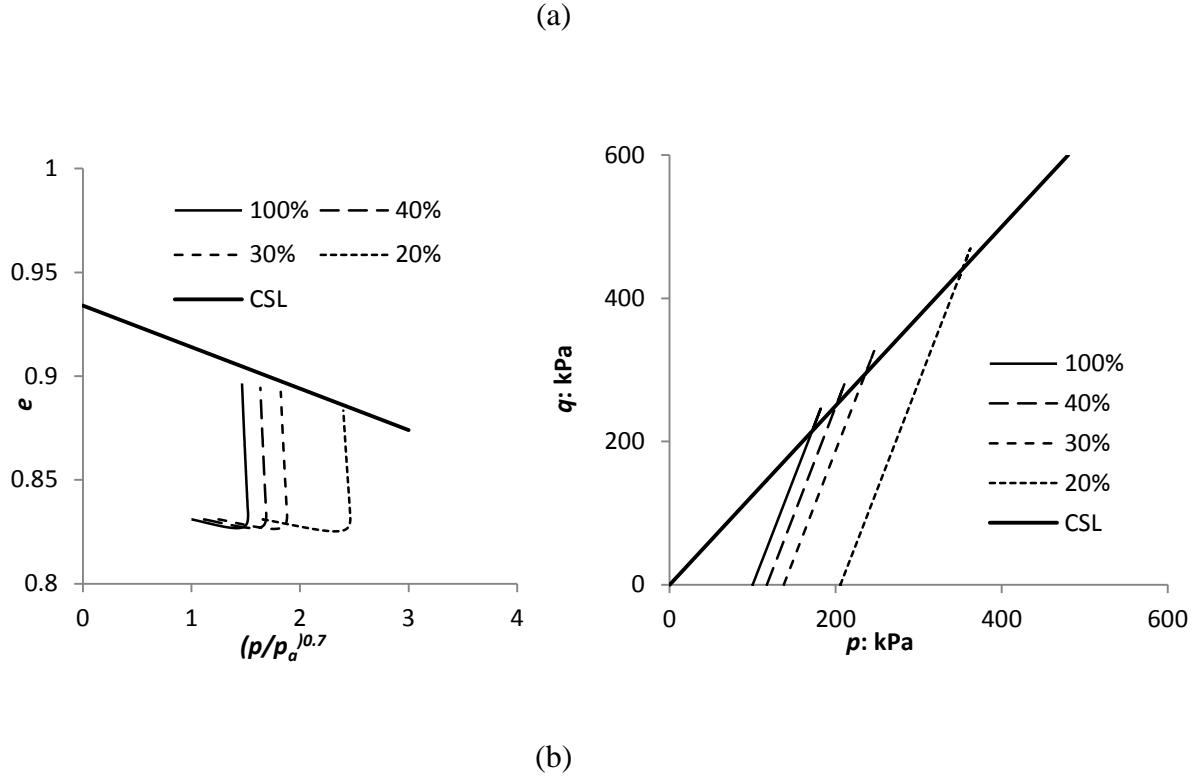 (a)
1
0.95
0.9
0.85
0.8
e
0 1 2 3 4
(p/pₐ)⁰·⁷
100% 40%
30% 20%
CSL
600
400
200
0
q: kPa
0 200 400 600
p: kPa
100%
40%
30%
20%
CSL
(b)